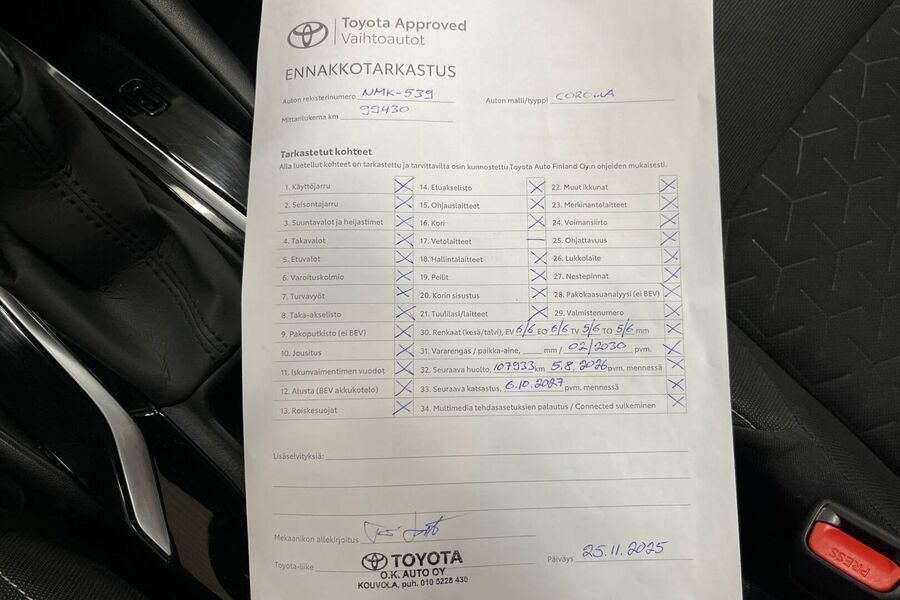 Toyota Approved
Vaihtoautot
ENNAKKOTARKASTUS
Auton rekisterinumero NMK-539
Auton malli/tyyppi COROLLA
Mittarilukema km 99430
Tarkastetut kohteet
Alla luetellut kohteet on tarkastettu ja tarvittavilta osin kunnostettu Toyota Auto Finland Oy:n ohjeiden mukaisesti.
1. Käyttöjarru
2. Seisontajarru
3. Suuntavalot ja heijastimet
4. Takavalot
5. Etuvalot
6. Varoituskolmio
7. Turvavyöt
8. Taka-akselisto
9. Pakoputkisto (ei BEV)
10. Jousitus
11. Iskunvaimentimen vuodot
12. Alusta (BEV akkukotelo)
13. Roiskesuojat
14. Etuakselisto
15. Ohjauslaitteet
16. Kori
17. Vetolaitteet
18. Hallintalaitteet
19. Peilit
20. Korin sisustus
21. Tuulilasi/laitteet
22. Muut ikkunat
23. Merkinantolaitteet
24. Voimansiirto
25. Ohjattavuus
26. Lukkolaite
27. Nestepinnat
28. Pakokaasuanalyysi (ei BEV)
29. Valmistenumero
30. Renkaat (kesä/talvi), EV 6/6 EO 6/6 TV 5/6 TO 5/6 mm
31. Vararengas / paikka-aine, ____ mm / 02/2030 pvm.
32. Seuraava huolto, 107933 km 5.8.2026 pvm. mennessä
33. Seuraava katsastus, 6.10.2027 pvm. mennessä
34. Multimedia tehdasasetuksien palautus / Connected sulkeminen
Lisäselvityksiä:
Mekaanikon allekirjoitus
Toyota-liike
TOYOTA
O.K. AUTO OY
KOUVOLA, puh. 010 5228 430
Päiväys 25.11.2025
PRESS